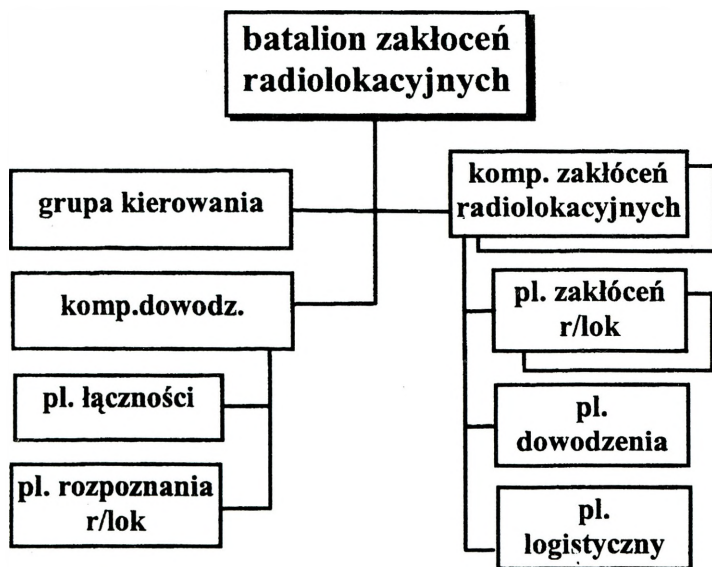 batalion zakłoceń
radiolokacyjnych
grupa kierowania
komp. zakłóceń
radiolokacyjnych
komp.dowodz.
pl. zakłóceń
r/lok
pl. łączności
pl.
dowodzenia
pl. rozpoznania
r/lok
pl.
logistyczny